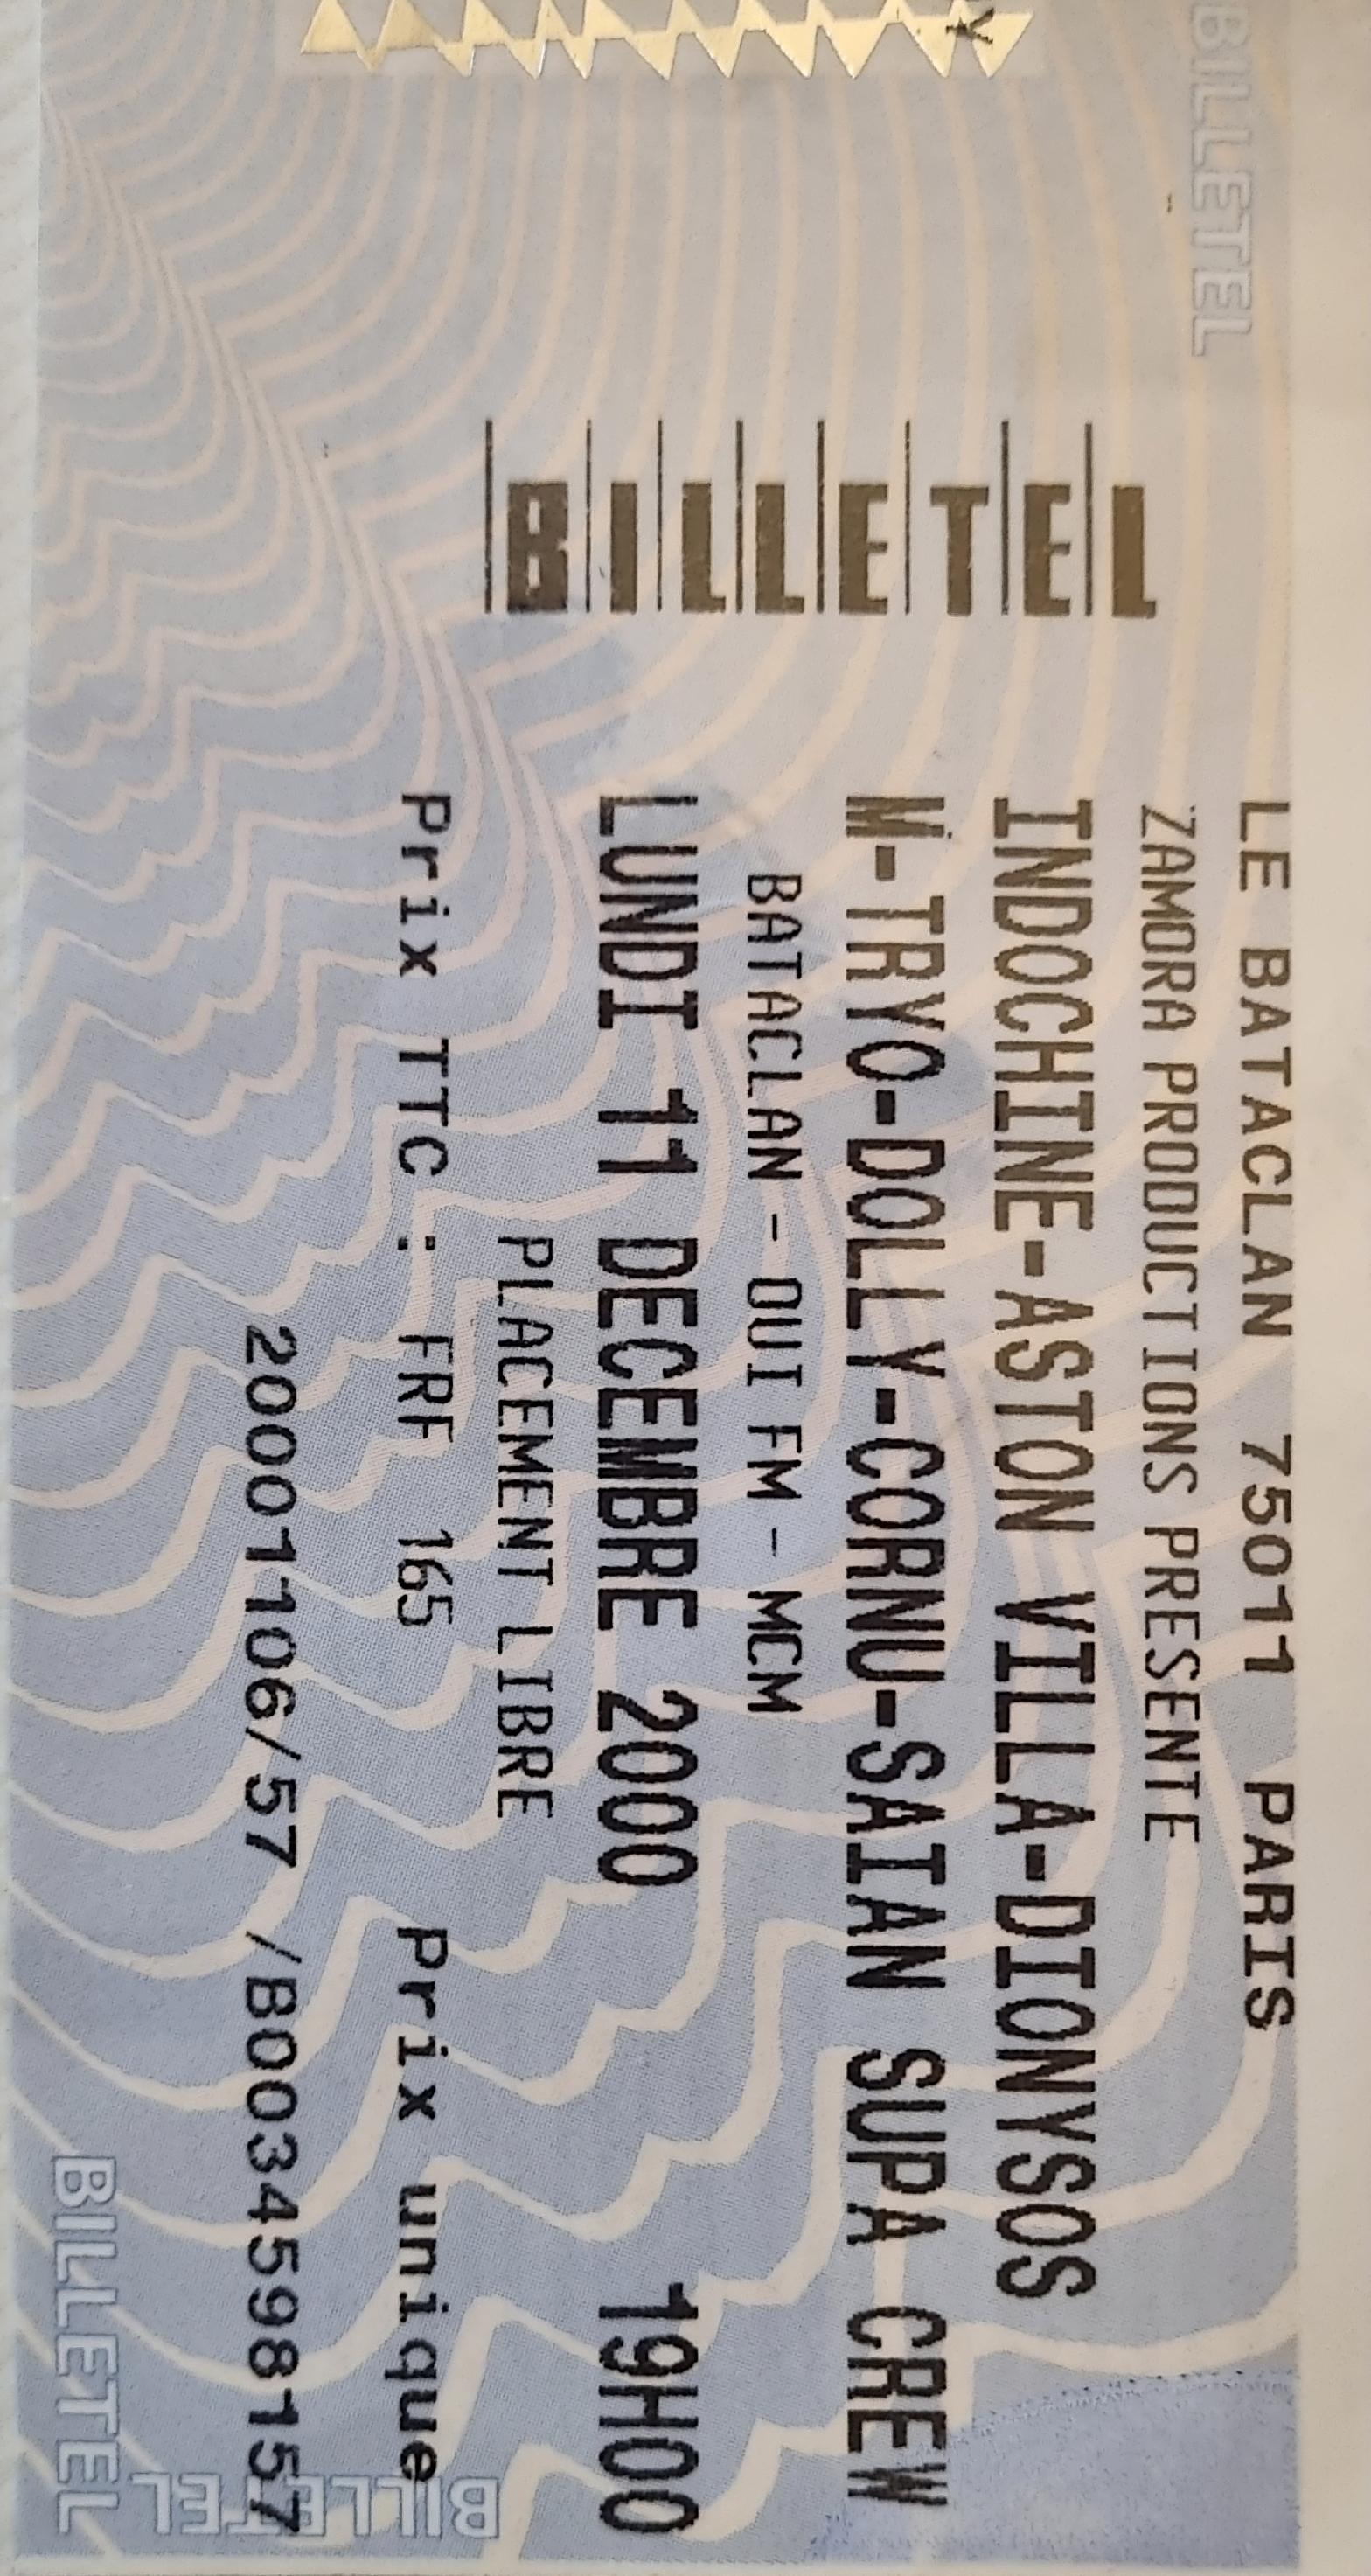 BILLETEL
BILLETEL
LE BATACLAN 75011 PARIS
ZAMORA PRODUCTIONS PRESENTE
INDOCHINE-ASTON VILLA-DIONYSOS
M-TRYO-DOLLY-CORNU-SAIAN SUPA CREW
BATACLAN - OUI FM - MCM
LUNDI 11 DECEMBRE 2000 19H00
PLACEMENT LIBRE
Prix TTC : FRF 165 Prix unique
20001106/57 /B0034598157
BILLETEL
BILLETEL